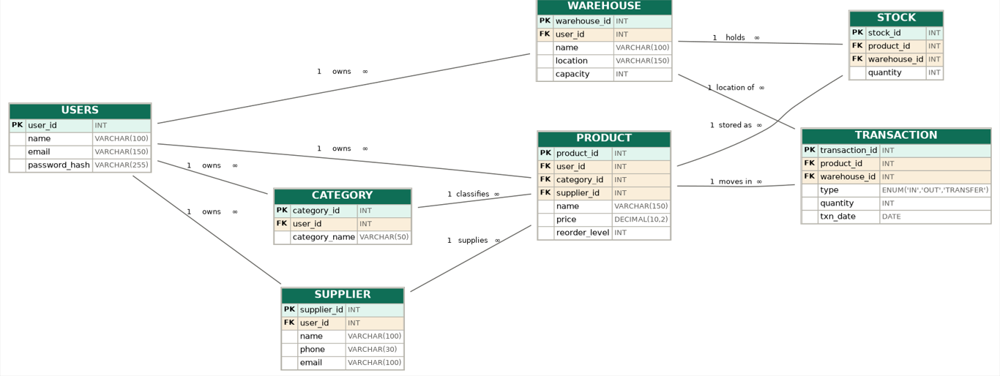 WAREHOUSE
PK warehouse_id INT
FK user_id INT
name VARCHAR(100)
location VARCHAR(150)
capacity INT
STOCK
PK stock_id INT
FK product_id INT
FK warehouse_id INT
quantity INT
1 holds ∞
1 owns ∞
1 location of ∞
USERS
PK user_id INT
name VARCHAR(100)
email VARCHAR(150)
password_hash VARCHAR(255)
1 stored as ∞
1 owns ∞
PRODUCT
PK product_id INT
FK user_id INT
FK category_id INT
FK supplier_id INT
name VARCHAR(150)
price DECIMAL(10,2)
reorder_level INT
TRANSACTION
PK transaction_id INT
FK product_id INT
FK warehouse_id INT
type ENUM('IN','OUT','TRANSFER')
quantity INT
txn_date DATE
1 owns ∞
1 moves in ∞
CATEGORY
PK category_id INT
FK user_id INT
category_name VARCHAR(50)
1 classifies ∞
1 owns ∞
1 supplies ∞
SUPPLIER
PK supplier_id INT
FK user_id INT
name VARCHAR(100)
phone VARCHAR(30)
email VARCHAR(100)